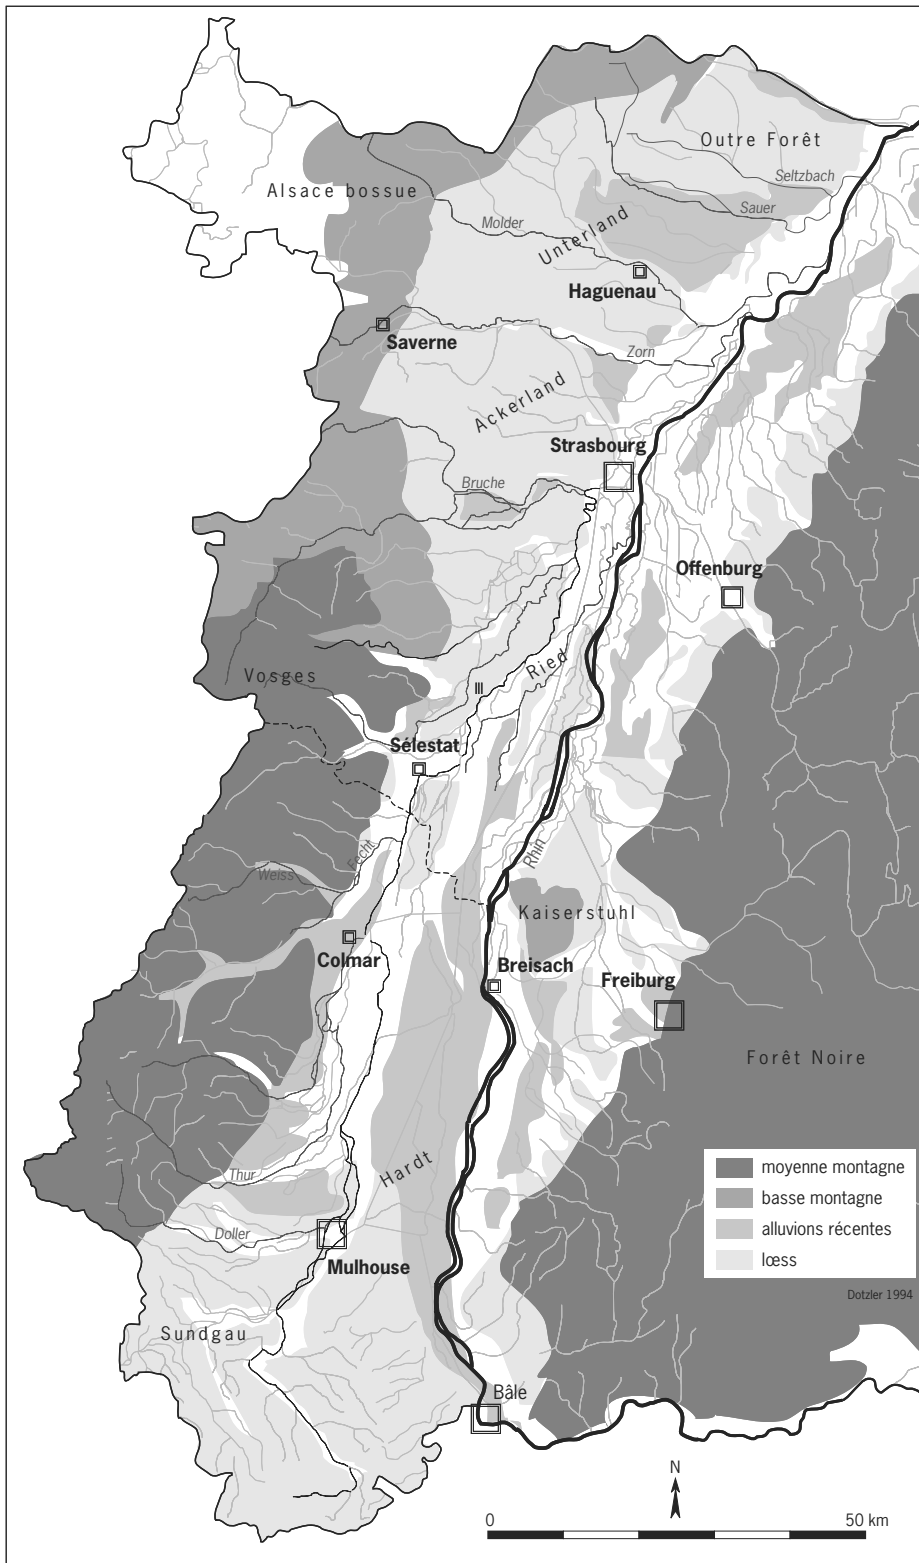 Outre Forêt
Seltzbach
Alsace bossue
Sauer
Molder
Unterland
Haguenau
Saverne
Zorn
Ackerland
Strasbourg
Bruche
Offenburg
Ried
Vosges
Ill
Sélestat
Rhin
Fecht
Weiss
Kaiserstuhl
Colmar
Breisach
Freiburg
Forêt Noire
Hardt
moyenne montagne
Thur
basse montagne
alluvions récentes
Doller
lœss
Mulhouse
Dotzler 1994
Sundgau
Bâle
N
0
50 km